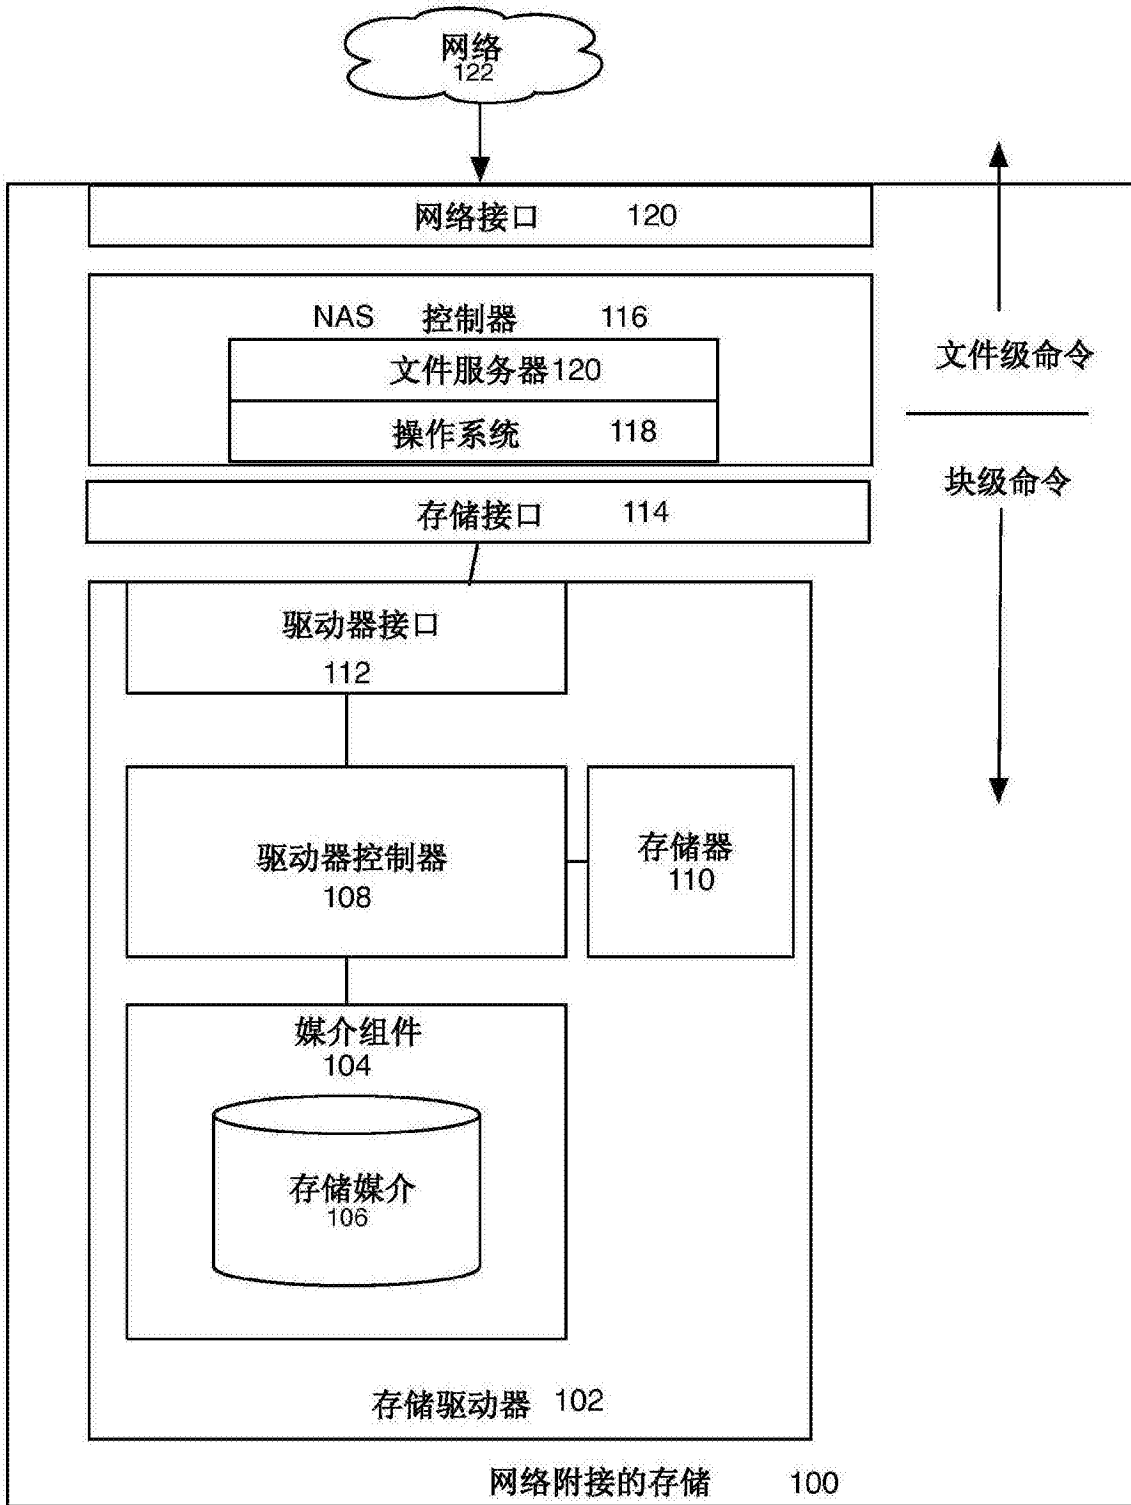 网络
122
网络接口 120
NAS 控制器 116
文件服务器120
操作系统 118
文件级命令
块级命令
存储接口 114
驱动器接口
112
驱动器控制器
108
存储器
110
媒介组件
104
存储媒介
106
存储驱动器 102
网络附接的存储 100